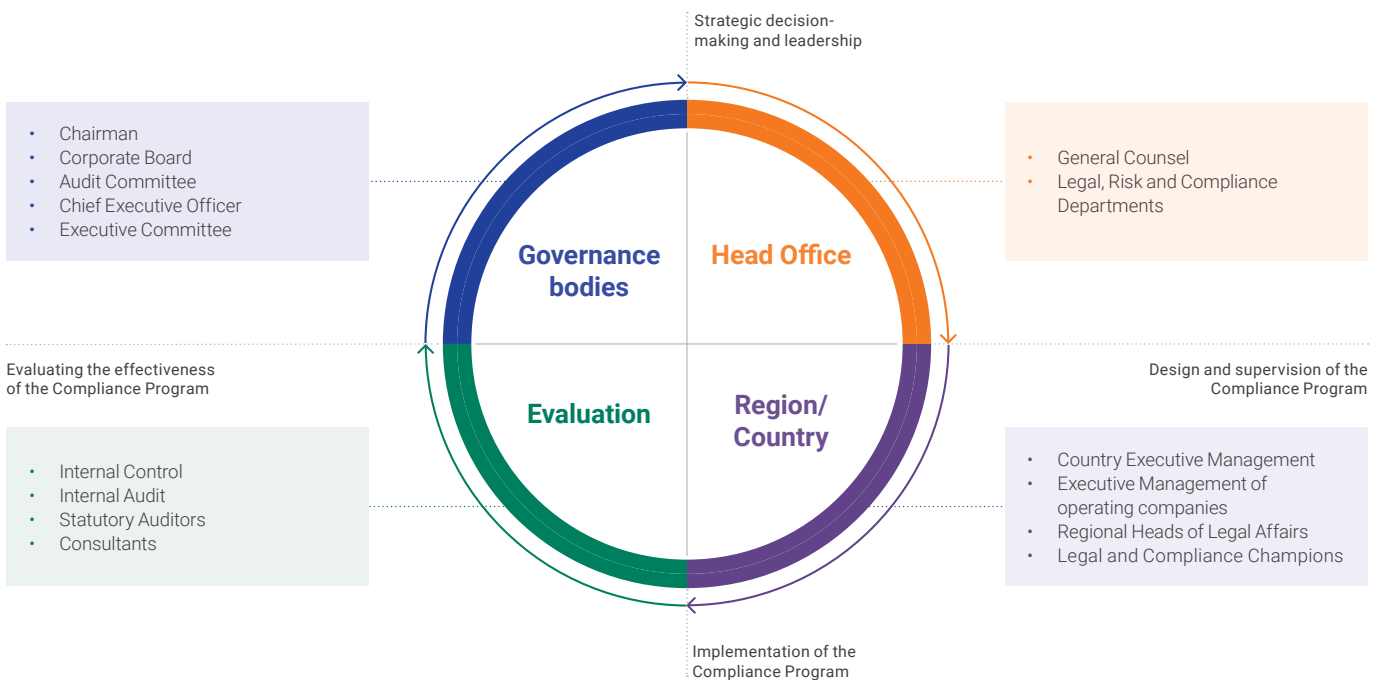 Strategic decision-
making and leadership
• Chairman
• Corporate Board
• Audit Committee
• Chief Executive Officer
• Executive Committee
• General Counsel
• Legal, Risk and Compliance
Departments
Governance
bodies
Head Office
Evaluating the effectiveness
of the Compliance Program
Design and supervision of the
Compliance Program
Evaluation
Region/
Country
• Internal Control
• Internal Audit
• Statutory Auditors
• Consultants
• Country Executive Management
• Executive Management of
operating companies
• Regional Heads of Legal Affairs
• Legal and Compliance Champions
Implementation of the
Compliance Program